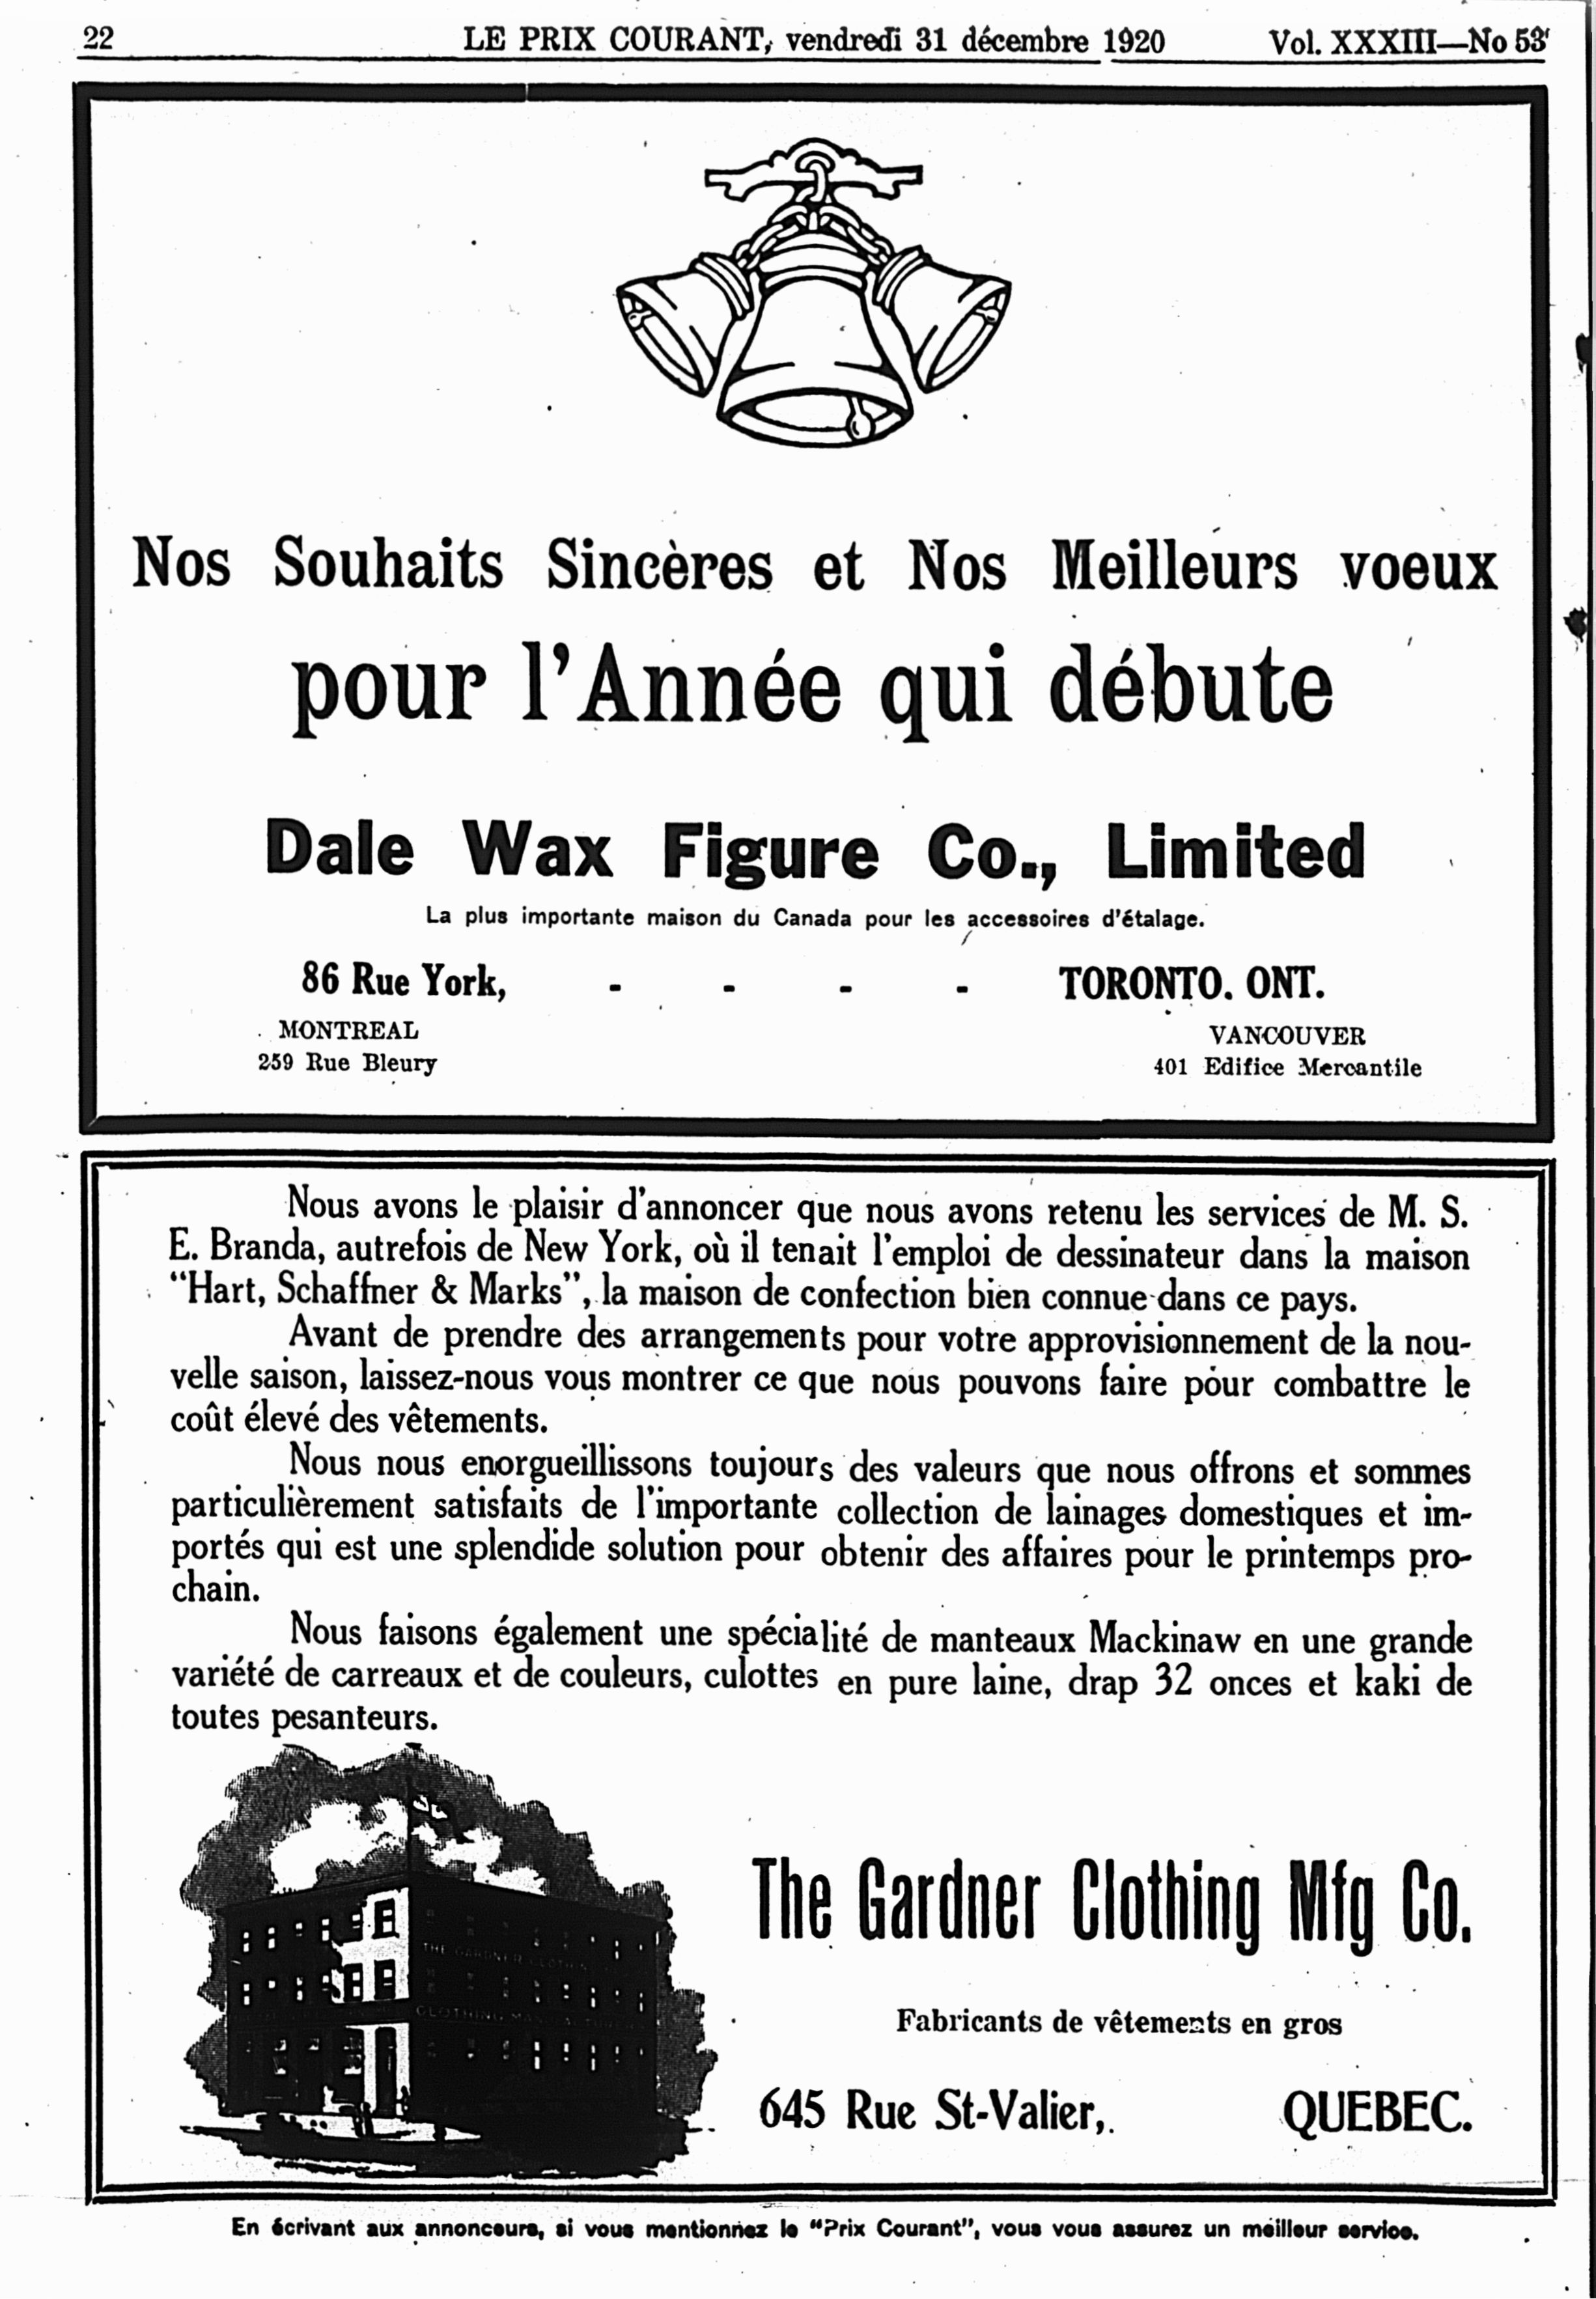 22 LE PRIX COURANT, vendredi 31 décembre 1920 Vol. XXXIII—No 53
Nos Souhaits Sincères et Nos Meilleurs voeux
pour l'Année qui débute
Dale Wax Figure Co., Limited
La plus importante maison du Canada pour les accessoires d'étalage.
86 Rue York, - - - - TORONTO. ONT.
MONTREAL
259 Rue Bleury
VANCOUVER
401 Edifice Mercantile
Nous avons le plaisir d'annoncer que nous avons retenu les services de M. S.
E. Branda, autrefois de New York, où il tenait l'emploi de dessinateur dans la maison
"Hart, Schaffner & Marks", la maison de confection bien connue dans ce pays.
Avant de prendre des arrangements pour votre approvisionnement de la nou-
velle saison, laissez-nous vous montrer ce que nous pouvons faire pour combattre le
coût élevé des vêtements.
Nous nous enorgueillissons toujours des valeurs que nous offrons et sommes
particulièrement satisfaits de l'importante collection de lainages domestiques et im-
portés qui est une splendide solution pour obtenir des affaires pour le printemps pro-
chain.
Nous faisons également une spécialité de manteaux Mackinaw en une grande
variété de carreaux et de couleurs, culottes en pure laine, drap 32 onces et kaki de
toutes pesanteurs.
THE GARDNER CLOTHING
CLOTHING MANUFACTURERS
The Gardner Clothing Mfg Co.
Fabricants de vêtements en gros
645 Rue St-Valier, QUEBEC.
En écrivant aux annonceurs, si vous mentionnez le "Prix Courant", vous vous assurez un meilleur service.